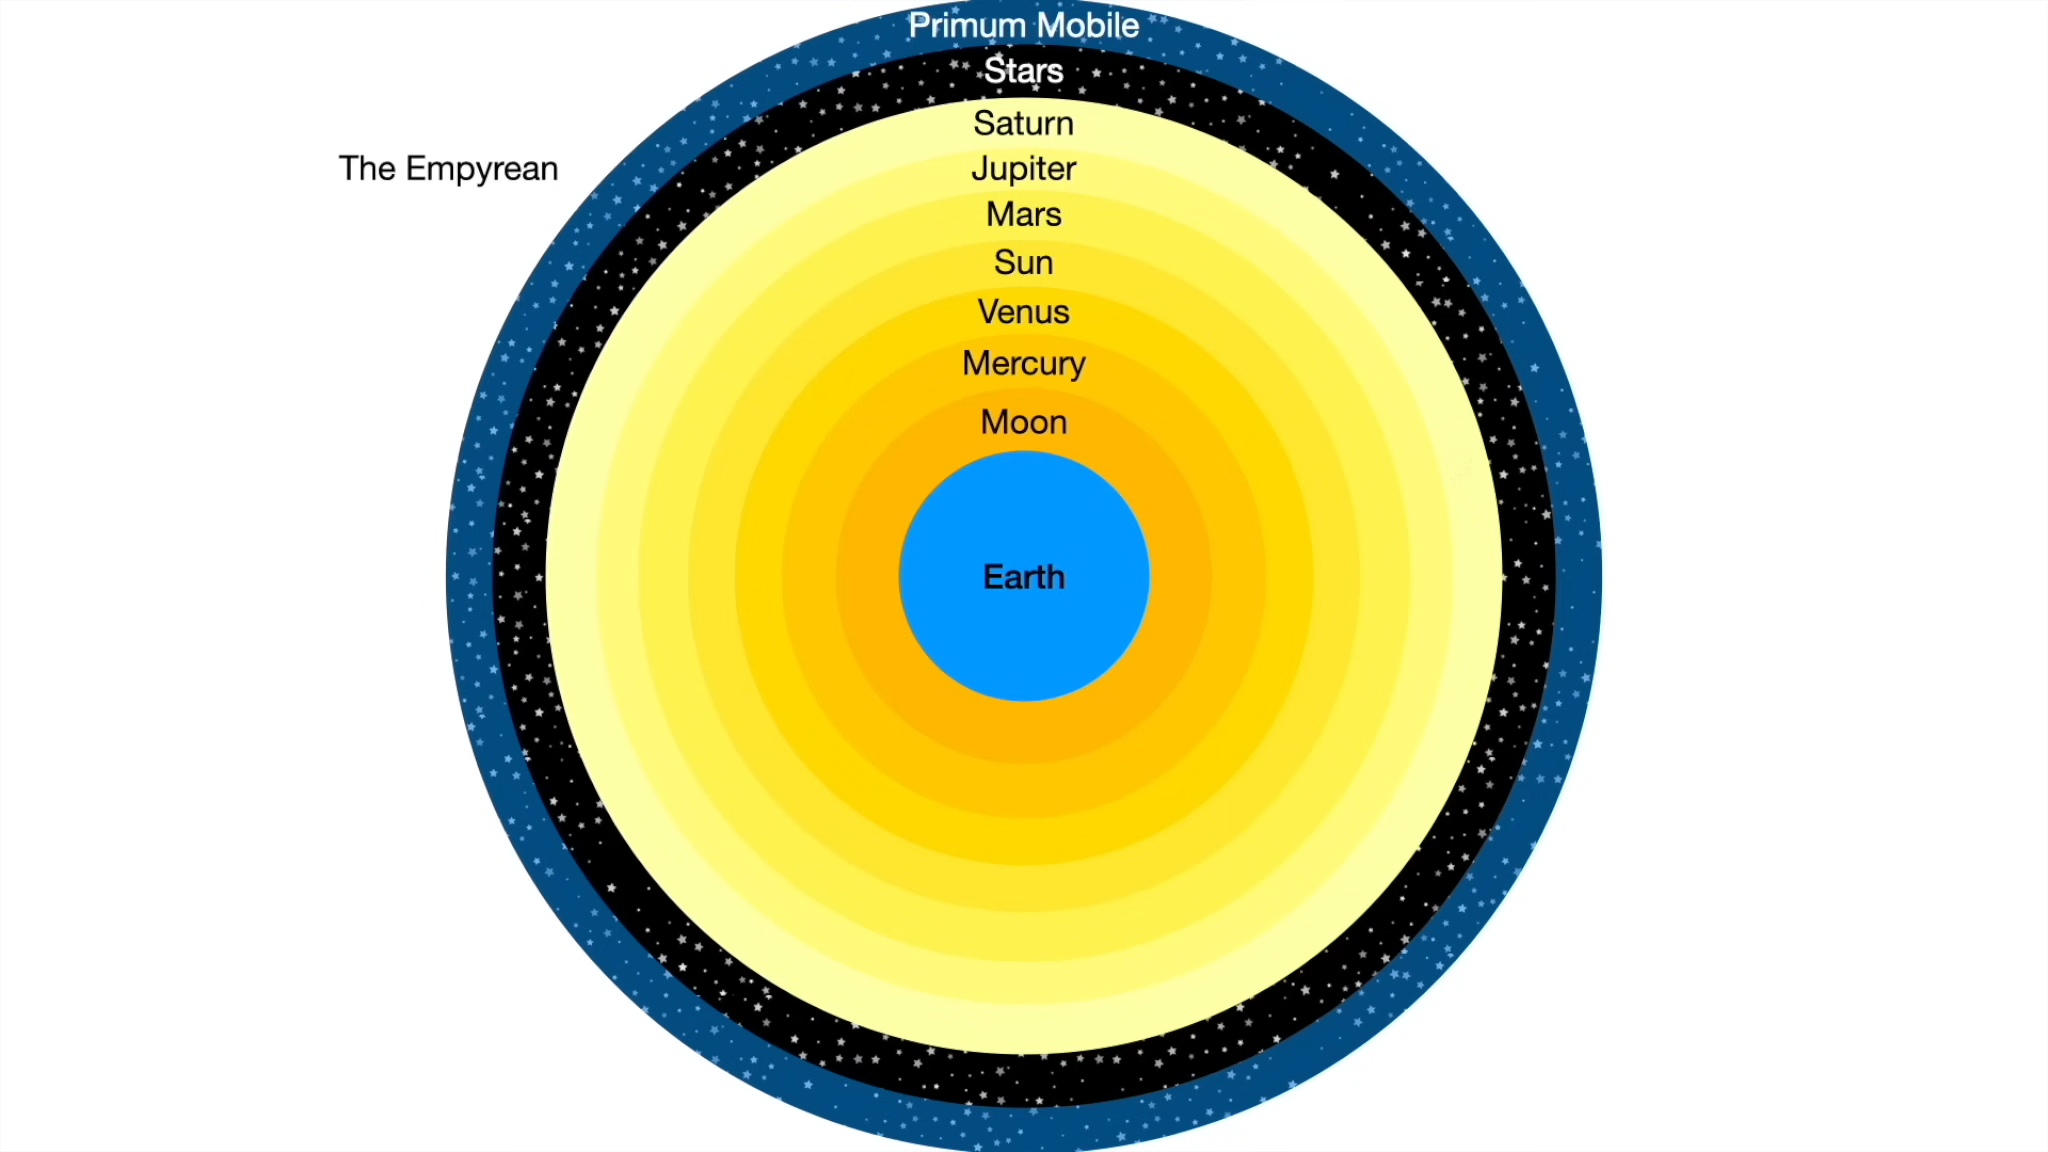 Primum Mobile
Stars
Saturn
The Empyrean
Jupiter
Mars
Sun
Venus
Mercury
Moon
Earth